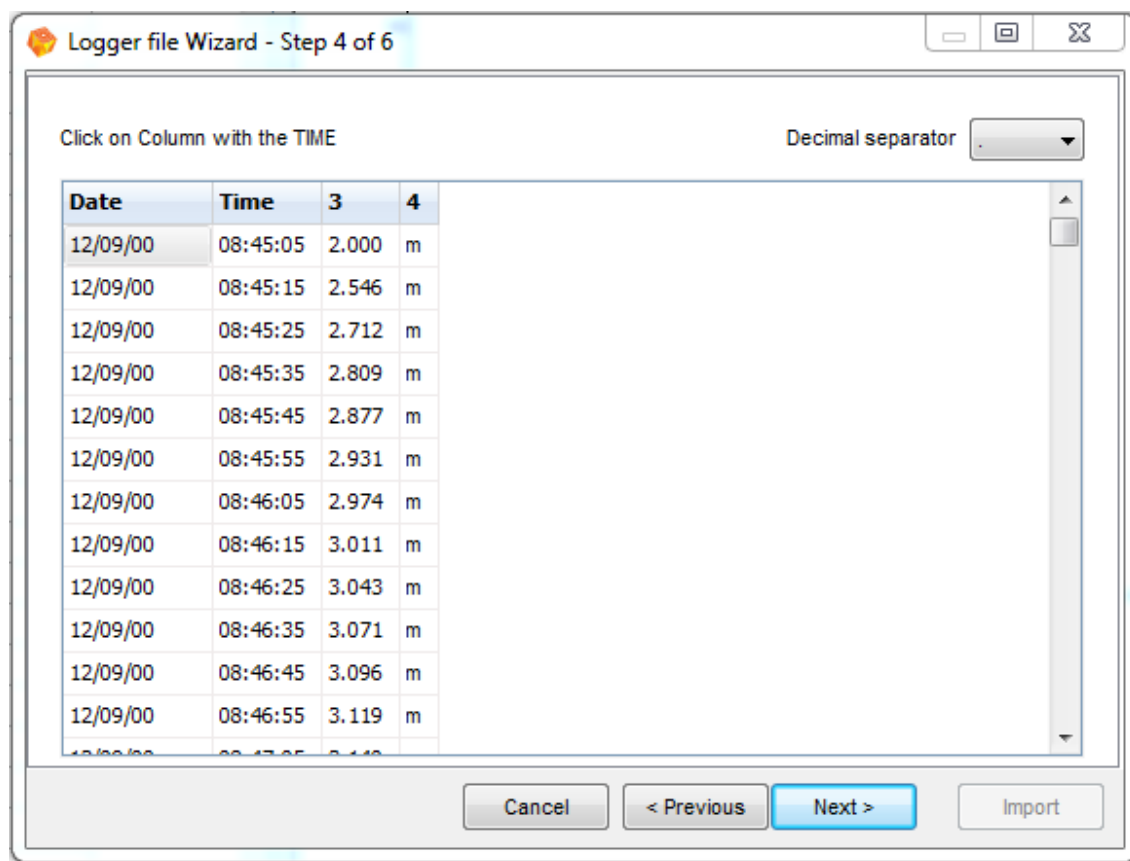 Logger file Wizard - Step 4 of 6
Click on Column with the TIME Decimal separator .
Date Time 3 4
12/09/00 08:45:05 2.000 m
12/09/00 08:45:15 2.546 m
12/09/00 08:45:25 2.712 m
12/09/00 08:45:35 2.809 m
12/09/00 08:45:45 2.877 m
12/09/00 08:45:55 2.931 m
12/09/00 08:46:05 2.974 m
12/09/00 08:46:15 3.011 m
12/09/00 08:46:25 3.043 m
12/09/00 08:46:35 3.071 m
12/09/00 08:46:45 3.096 m
12/09/00 08:46:55 3.119 m
Cancel < Previous Next > Import